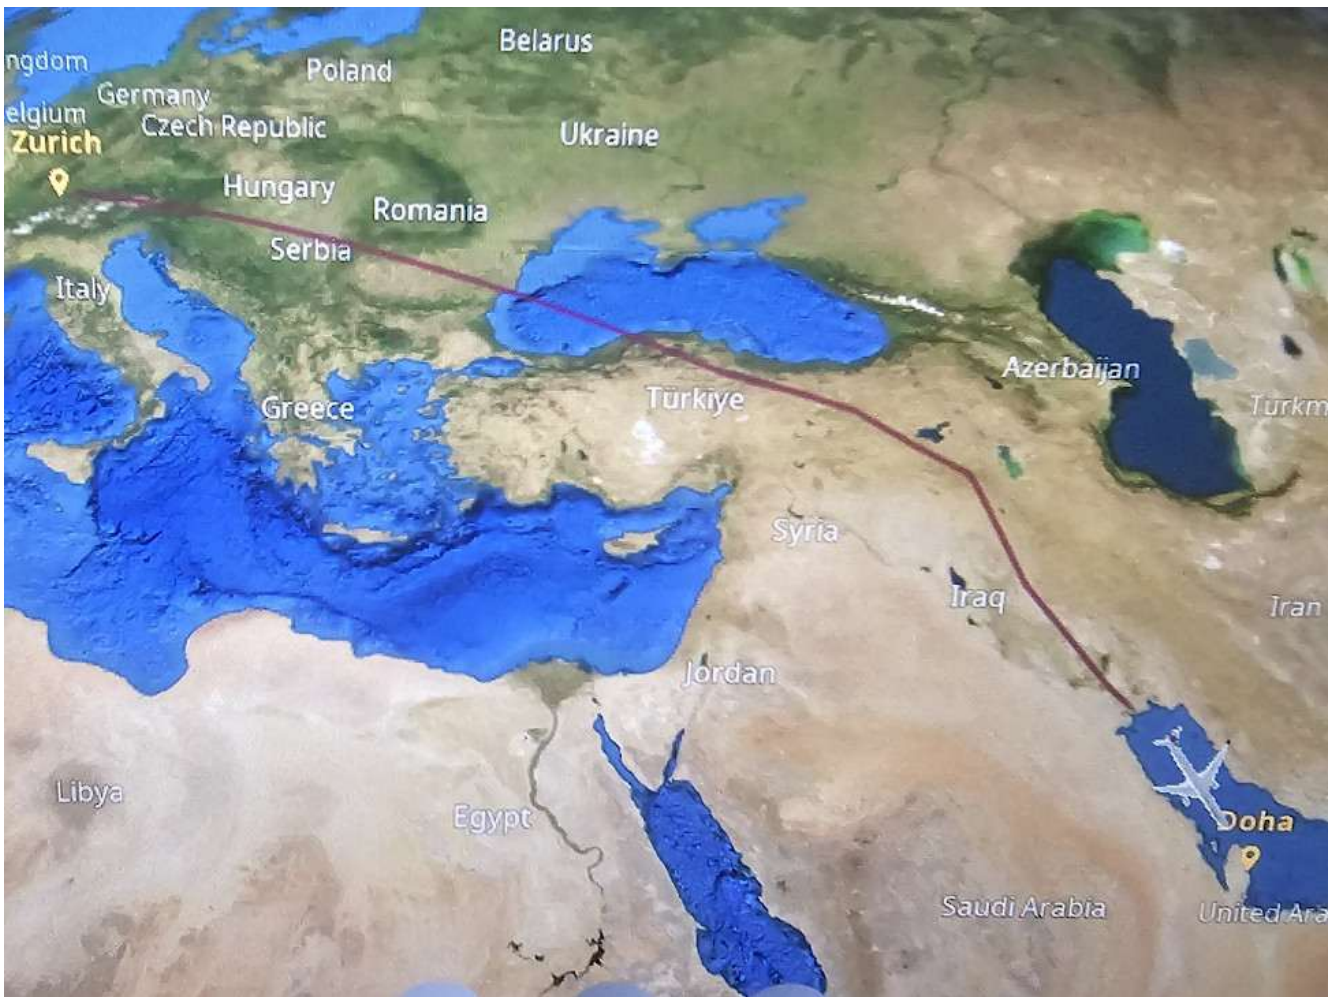 Belarus
ngdom
Poland
Germany
elgium
Czech Republic
Zurich
Ukraine
Hungary
Romania
Serbia
Italy
Azerbaijan
Türkiye
Greece
Turkm
Syria
Iraq
Iran
Jordan
Libya
Egypt
Doha
Saudi Arabia
United Ara